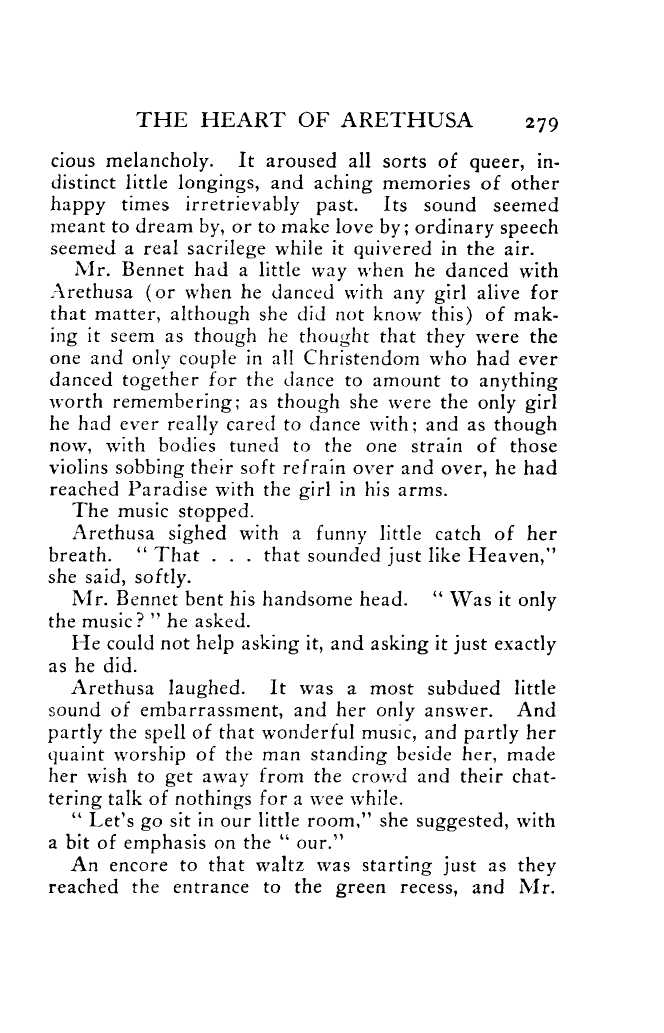 THE HEART OF ARETHUSA 279
cious melancholy. It aroused all sorts of queer, in-
distinct little longings, and aching memories of other
happy times irretrievably past. Its sound seemed
meant to dream by, or to make love by; ordinary speech
seemed a real sacrilege while it quivered in the air.
Mr. Bennet had a little way when he danced with
Arethusa (or when he danced with any girl alive for
that matter, although she did not know this) of mak-
ing it seem as though he thought that they were the
one and only couple in all Christendom who had ever
danced together for the dance to amount to anything
worth remembering; as though she were the only girl
he had ever really cared to dance with; and as though
now, with bodies tuned to the one strain of those
violins sobbing their soft refrain over and over, he had
reached Paradise with the girl in his arms.
The music stopped.
Arethusa sighed with a funny little catch of her
breath. " That . . . that sounded just like Heaven,"
she said, softly.
Mr. Bennet bent his handsome head. " Was it only
the music? " he asked.
He could not help asking it, and asking it just exactly
as he did.
Arethusa laughed. It was a most subdued little
sound of embarrassment, and her only answer. And
partly the spell of that wonderful music, and partly her
quaint worship of the man standing beside her, made
her wish to get away from the crowd and their chat-
tering talk of nothings for a wee while.
" Let's go sit in our little room," she suggested, with
a bit of emphasis on the " our."
An encore to that waltz was starting just as they
reached the entrance to the green recess, and Mr.